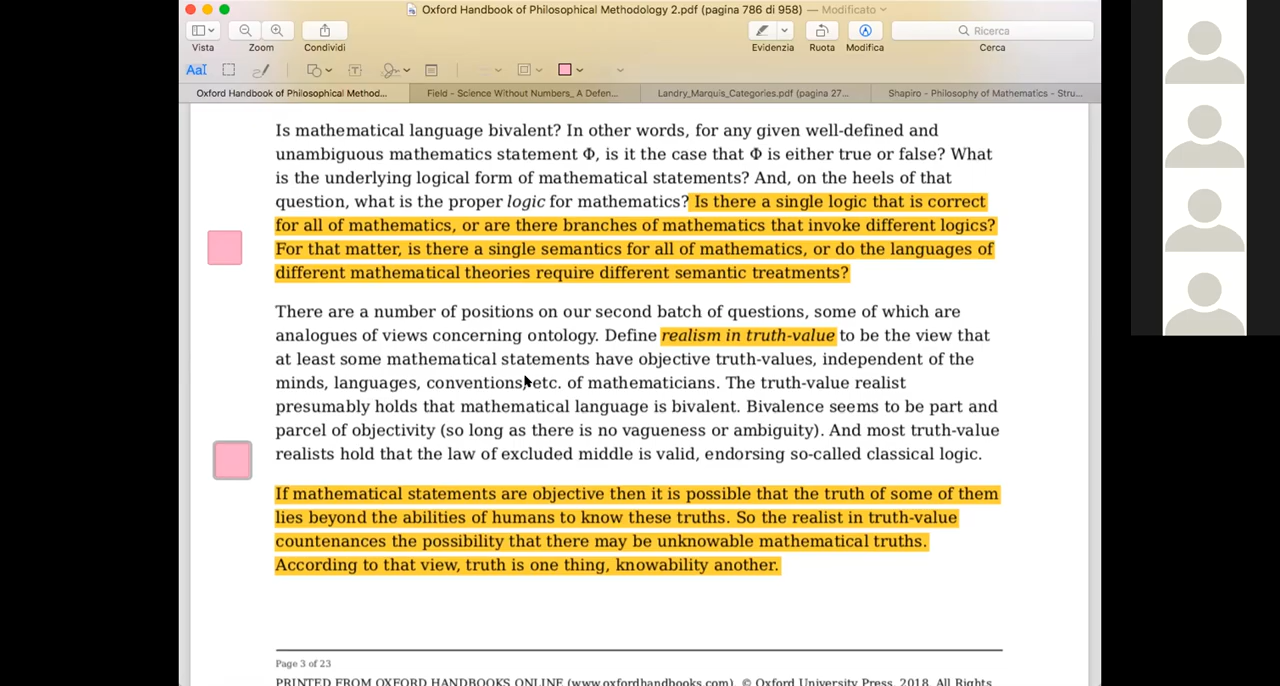 Oxford Handbook of Philosophical Methodology 2.pdf (pagina 786 di 958) — Modificato
Vista
Zoom
Condividi
Evidenzia
Ruota
Modifica
Ricerca
Cerca
AaI
T
Oxford Handbook of Philosophical Method...
Field - Science Without Numbers_ A Defen...
Landry_Marquis_Categories.pdf (pagina 27...
Shapiro - Philosophy of Mathematics - Stru...
Is mathematical language bivalent? In other words, for any given well-defined and
unambiguous mathematics statement Φ, is it the case that Φ is either true or false? What
is the underlying logical form of mathematical statements? And, on the heels of that
question, what is the proper logic for mathematics? Is there a single logic that is correct
for all of mathematics, or are there branches of mathematics that invoke different logics?
For that matter, is there a single semantics for all of mathematics, or do the languages of
different mathematical theories require different semantic treatments?
There are a number of positions on our second batch of questions, some of which are
analogues of views concerning ontology. Define realism in truth-value to be the view that
at least some mathematical statements have objective truth-values, independent of the
minds, languages, conventions, etc. of mathematicians. The truth-value realist
presumably holds that mathematical language is bivalent. Bivalence seems to be part and
parcel of objectivity (so long as there is no vagueness or ambiguity). And most truth-value
realists hold that the law of excluded middle is valid, endorsing so-called classical logic.
If mathematical statements are objective then it is possible that the truth of some of them
lies beyond the abilities of humans to know these truths. So the realist in truth-value
countenances the possibility that there may be unknowable mathematical truths.
According to that view, truth is one thing, knowability another.
Page 3 of 23
PRINTED FROM OXFORD HANDBOOKS ONLINE (www.oxfordhandbooks.com). © Oxford University Press, 2018. All Rights